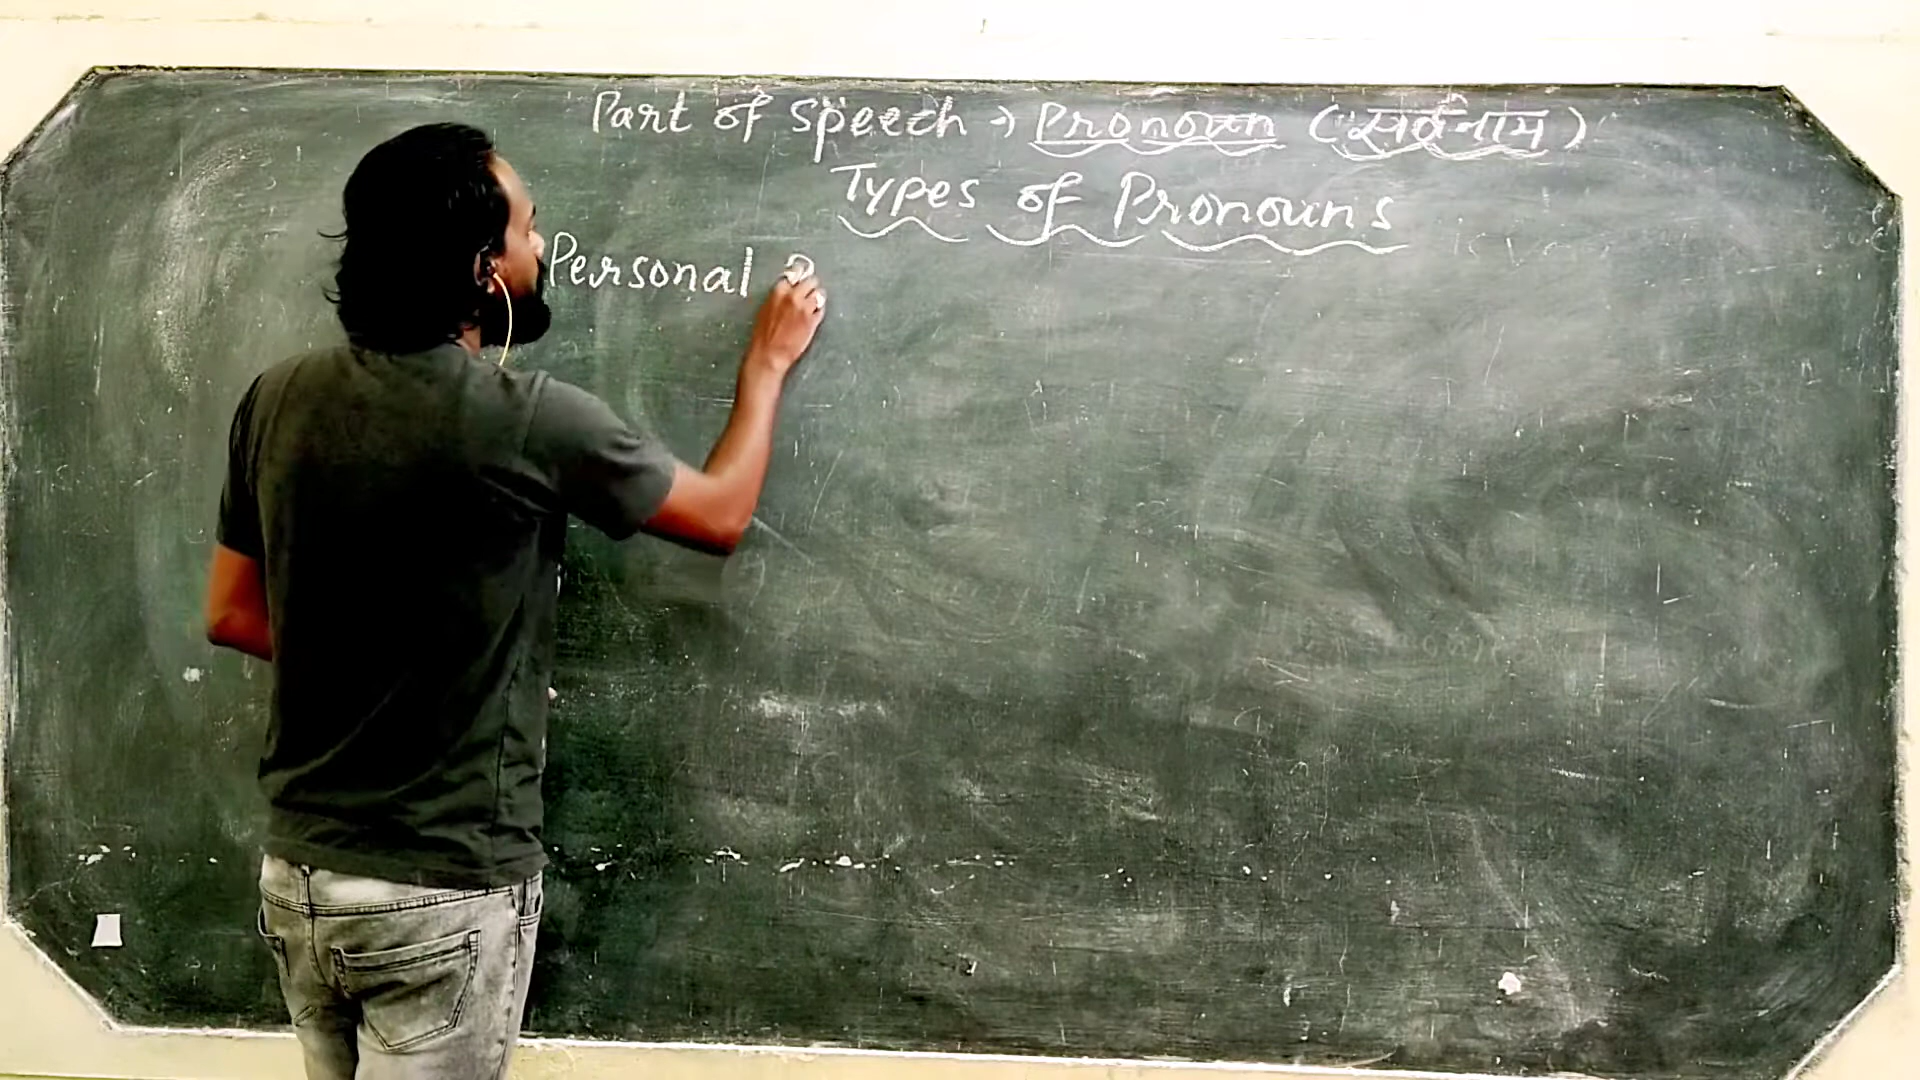 Part of Speech → Pronoun (सर्वनाम)
Types of Pronouns
Personal